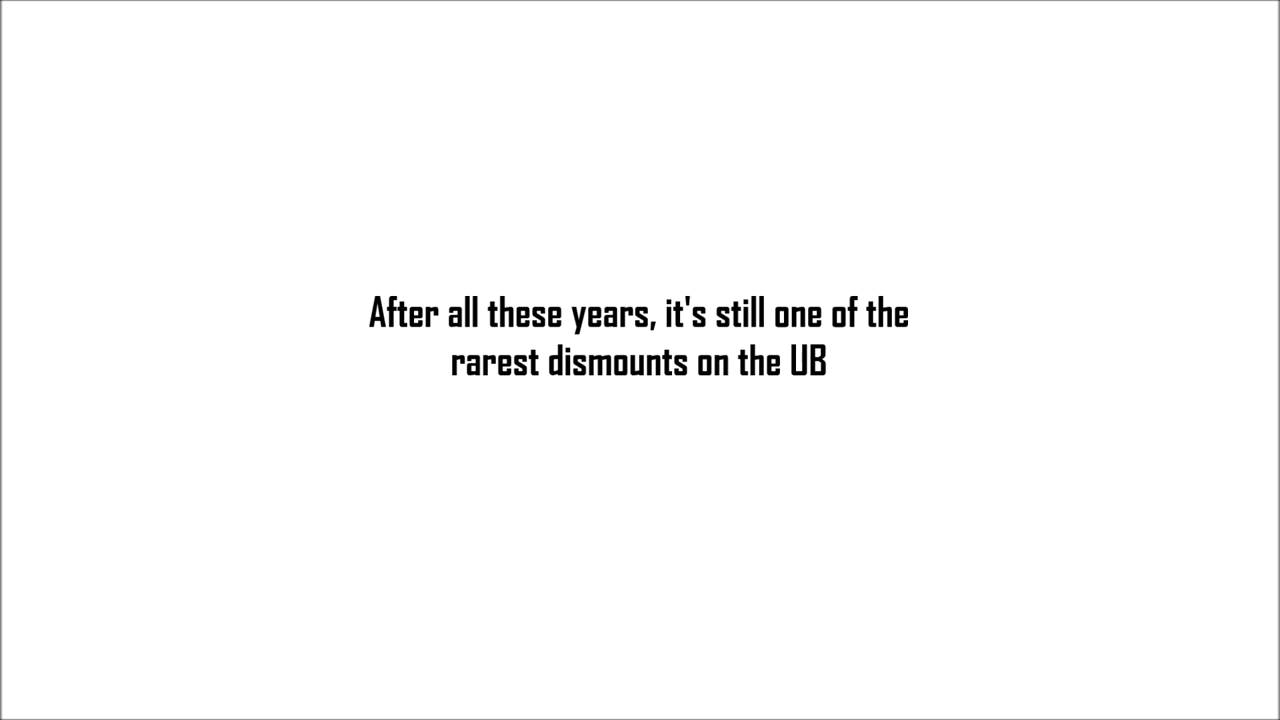 After all these years, it's still one of the
rarest dismounts on the UB